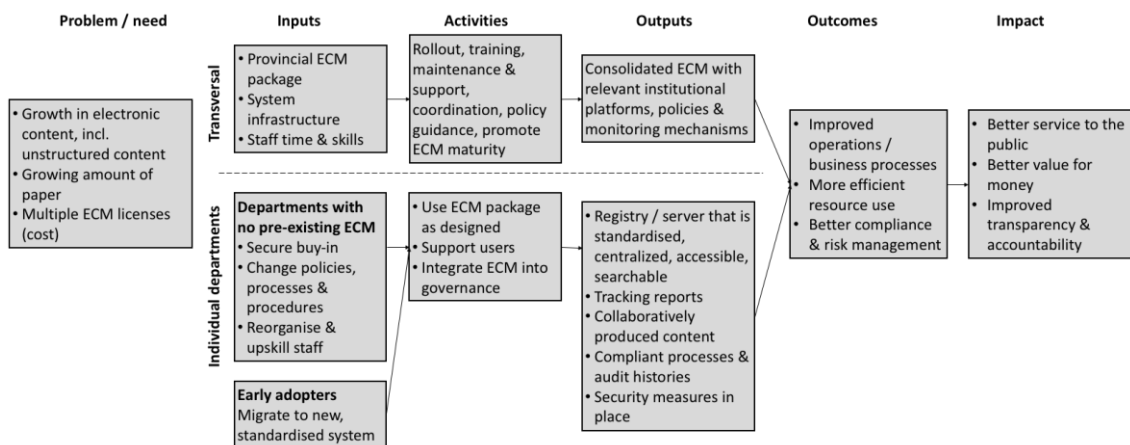 Problem / need
Inputs
Activities
Outputs
Outcomes
Impact
Transversal
• Provincial ECM
package
• System
infrastructure
• Staff time & skills
Rollout, training,
maintenance &
support,
coordination, policy
guidance, promote
ECM maturity
Consolidated ECM with
relevant institutional
platforms, policies &
monitoring mechanisms
• Growth in electronic
content, incl.
unstructured content
• Growing amount of
paper
• Multiple ECM licenses
(cost)
• Improved
operations /
business processes
• More efficient
resource use
• Better compliance
& risk management
• Better service to the
public
• Better value for
money
• Improved
transparency &
accountability
Individual departments
Departments with
no pre-existing ECM
• Secure buy-in
• Change policies,
processes &
procedures
• Reorganise &
upskill staff
• Use ECM package
as designed
• Support users
• Integrate ECM into
governance
• Registry / server that is
standardised,
centralized, accessible,
searchable
• Tracking reports
• Collaboratively
produced content
• Compliant processes &
audit histories
• Security measures in
place
Early adopters
Migrate to new,
standardised system